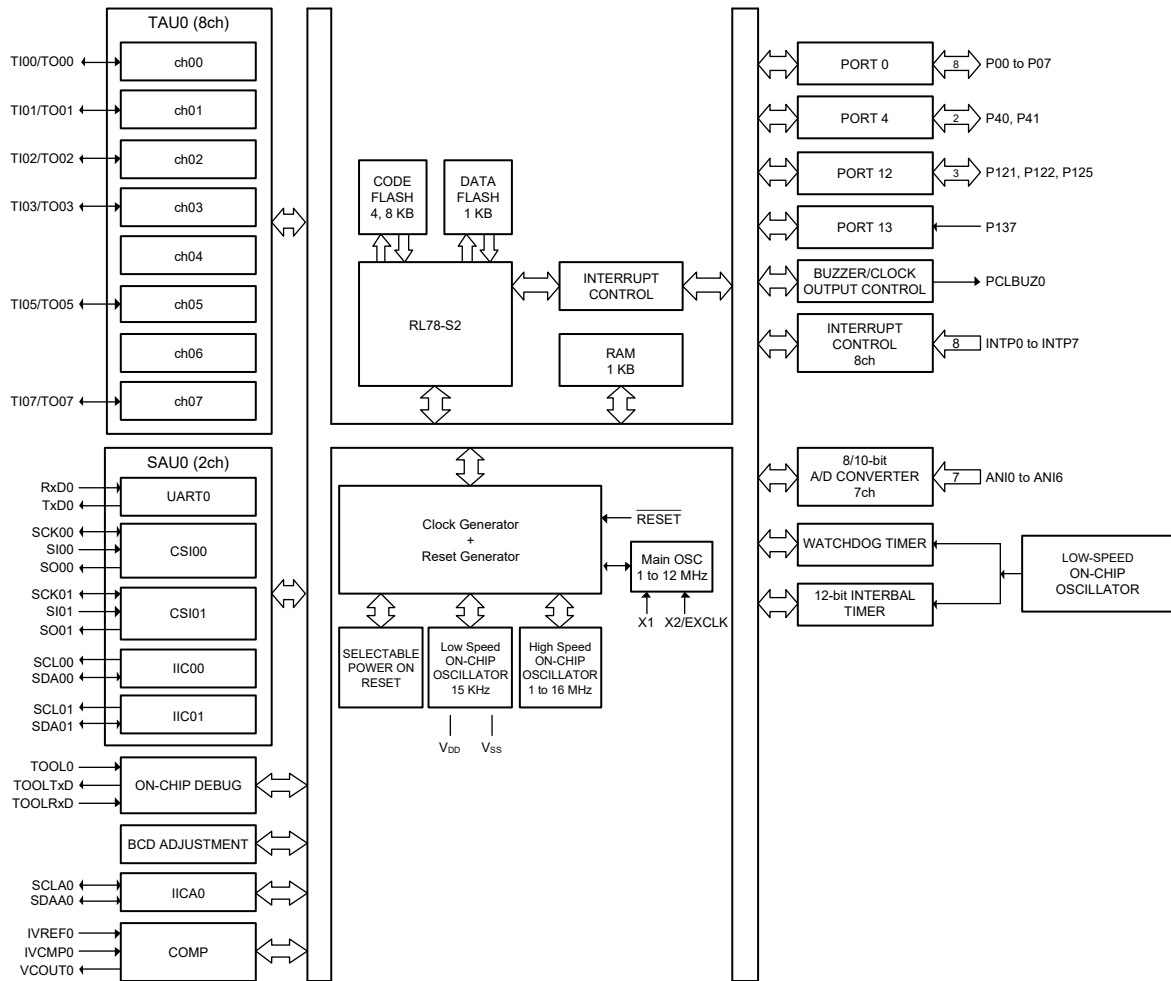 TAU0 (8ch)
TI00/TO00
ch00
TI01/TO01
ch01
TI02/TO02
ch02
TI03/TO03
ch03
ch04
TI05/TO05
ch05
ch06
TI07/TO07
ch07
SAU0 (2ch)
RxD0
TxD0
UART0
SCK00
SI00
SO00
CSI00
SCK01
SI01
SO01
CSI01
SCL00
SDA00
IIC00
SCL01
SDA01
IIC01
TOOL0
TOOLTxD
TOOLRxD
ON-CHIP DEBUG
BCD ADJUSTMENT
SCLA0
SDAA0
IICA0
IVREF0
IVCMP0
VCOUT0
COMP
CODE
FLASH
4, 8 KB
DATA
FLASH
1 KB
RL78-S2
INTERRUPT
CONTROL
RAM
1 KB
Clock Generator
+
Reset Generator
RESET
Main OSC
1 to 12 MHz
X1
X2/EXCLK
SELECTABLE
POWER ON
RESET
Low Speed
ON-CHIP
OSCILLATOR
15 KHz
High Speed
ON-CHIP
OSCILLATOR
1 to 16 MHz
VDD
VSS
PORT 0
8
P00 to P07
PORT 4
2
P40, P41
PORT 12
3
P121, P122, P125
PORT 13
P137
BUZZER/CLOCK
OUTPUT CONTROL
PCLBUZ0
INTERRUPT
CONTROL
8ch
8
INTP0 to INTP7
8/10-bit
A/D CONVERTER
7ch
7
ANI0 to ANI6
WATCHDOG TIMER
12-bit INTERBAL
TIMER
LOW-SPEED
ON-CHIP
OSCILLATOR